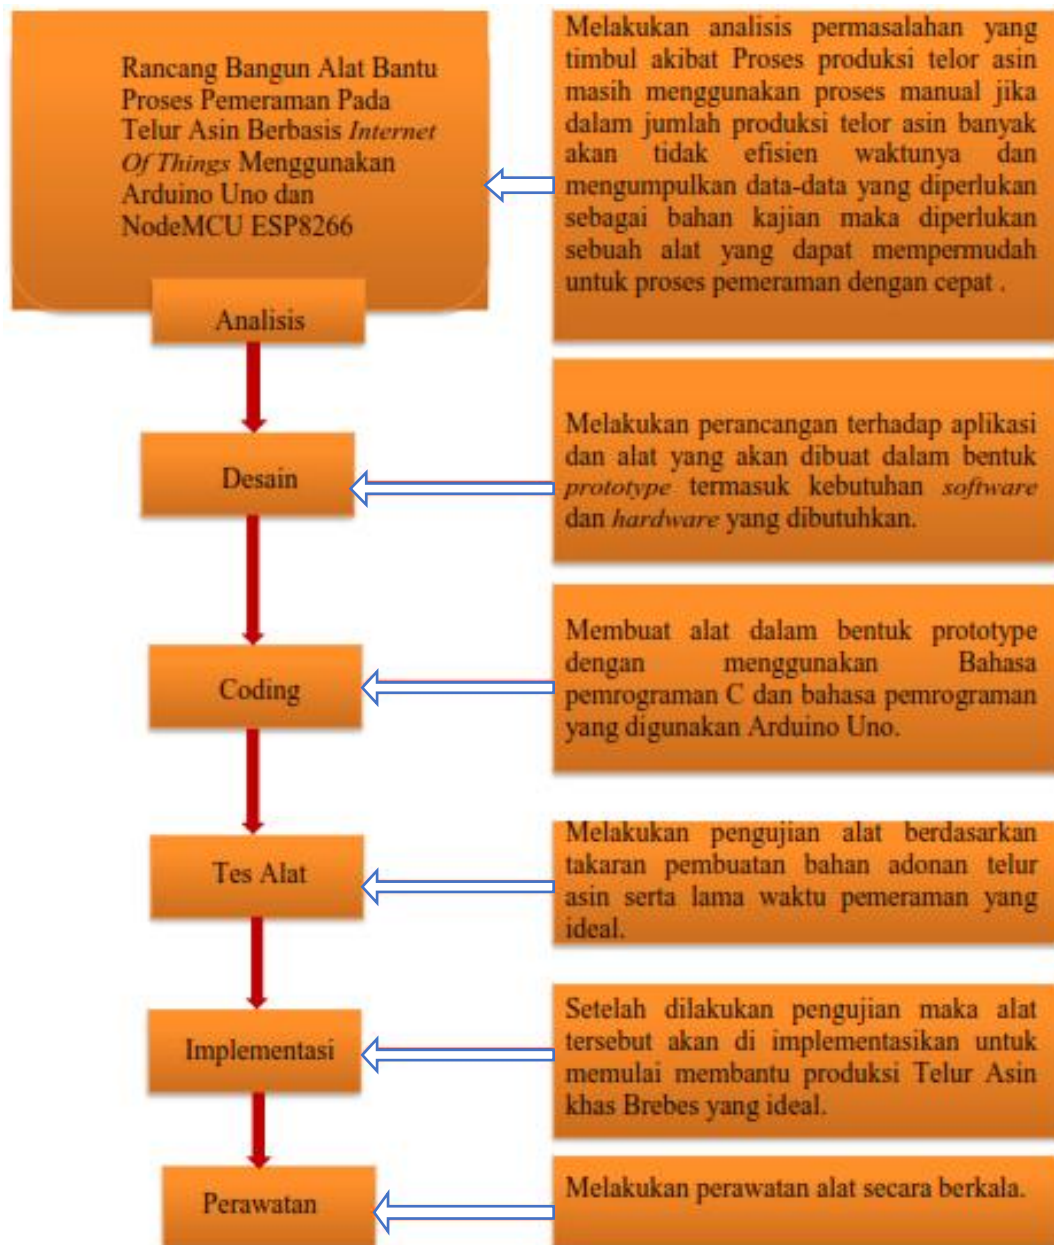 Rancang Bangun Alat Bantu
Proses Pemeraman Pada
Telur Asin Berbasis Internet
Of Things Menggunakan
Arduino Uno dan
NodeMCU ESP8266
Melakukan analisis permasalahan yang
timbul akibat Proses produksi telor asin
masih menggunakan proses manual jika
dalam jumlah produksi telor asin banyak
akan tidak efisien waktunya dan
mengumpulkan data-data yang diperlukan
sebagai bahan kajian maka diperlukan
sebuah alat yang dapat mempermudah
untuk proses pemeraman dengan cepat .
Analisis
Desain
Melakukan perancangan terhadap aplikasi
dan alat yang akan dibuat dalam bentuk
prototype termasuk kebutuhan software
dan hardware yang dibutuhkan.
Coding
Membuat alat dalam bentuk prototype
dengan menggunakan Bahasa
pemrograman C dan bahasa pemrograman
yang digunakan Arduino Uno.
Tes Alat
Melakukan pengujian alat berdasarkan
takaran pembuatan bahan adonan telur
asin serta lama waktu pemeraman yang
ideal.
Implementasi
Setelah dilakukan pengujian maka alat
tersebut akan di implementasikan untuk
memulai membantu produksi Telur Asin
khas Brebes yang ideal.
Perawatan
Melakukan perawatan alat secara berkala.